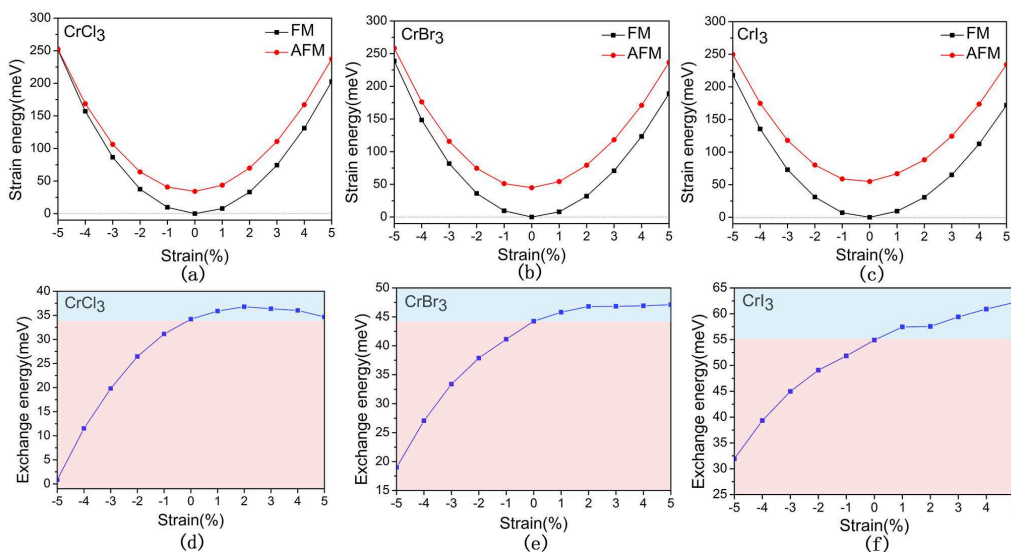 CrCl3
FM
AFM
Strain energy(meV)
300
250
200
150
100
50
0
-5 -4 -3 -2 -1 0 1 2 3 4 5
Strain(%)
(a)
CrBr3
FM
AFM
Strain energy(meV)
300
250
200
150
100
50
0
-5 -4 -3 -2 -1 0 1 2 3 4 5
Strain(%)
(b)
CrI3
FM
AFM
Strain energy(meV)
300
250
200
150
100
50
0
-5 -4 -3 -2 -1 0 1 2 3 4 5
Strain(%)
(c)
CrCl3
Exchange energy(meV)
40
35
30
25
20
15
10
5
0
-5 -4 -3 -2 -1 0 1 2 3 4 5
Strain(%)
(d)
CrBr3
Exchange energy(meV)
50
45
40
35
30
25
20
15
-5 -4 -3 -2 -1 0 1 2 3 4 5
Strain(%)
(e)
CrI3
Exchange energy(meV)
65
60
55
50
45
40
35
30
25
-5 -4 -3 -2 -1 0 1 2 3 4
Strain(%)
(f)